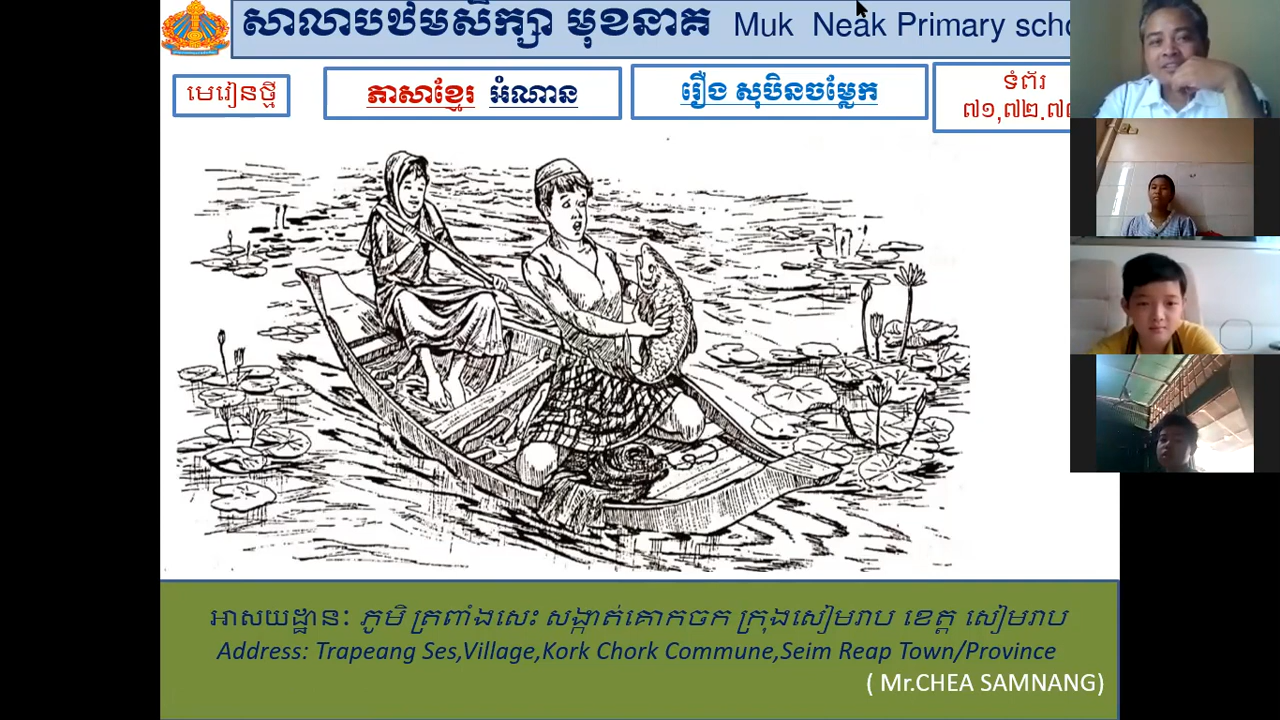 សាលាបឋមសិក្សា មុខនាគ Muk Neak Primary scho
មេរៀនថ្មី
ភាសាខ្មែរ អំណាន
រឿង សុបិនចម្លែក
ទំព័រ
៧១,៧២.៧
អាសយដ្ឋាន: ភូមិ ត្រពាំងសេះ សង្កាត់គោកចក ក្រុងសៀមរាប ខេត្ត សៀមរាប
Address: Trapeang Ses,Village,Kork Chork Commune,Seim Reap Town/Province
( Mr.CHEA SAMNANG)